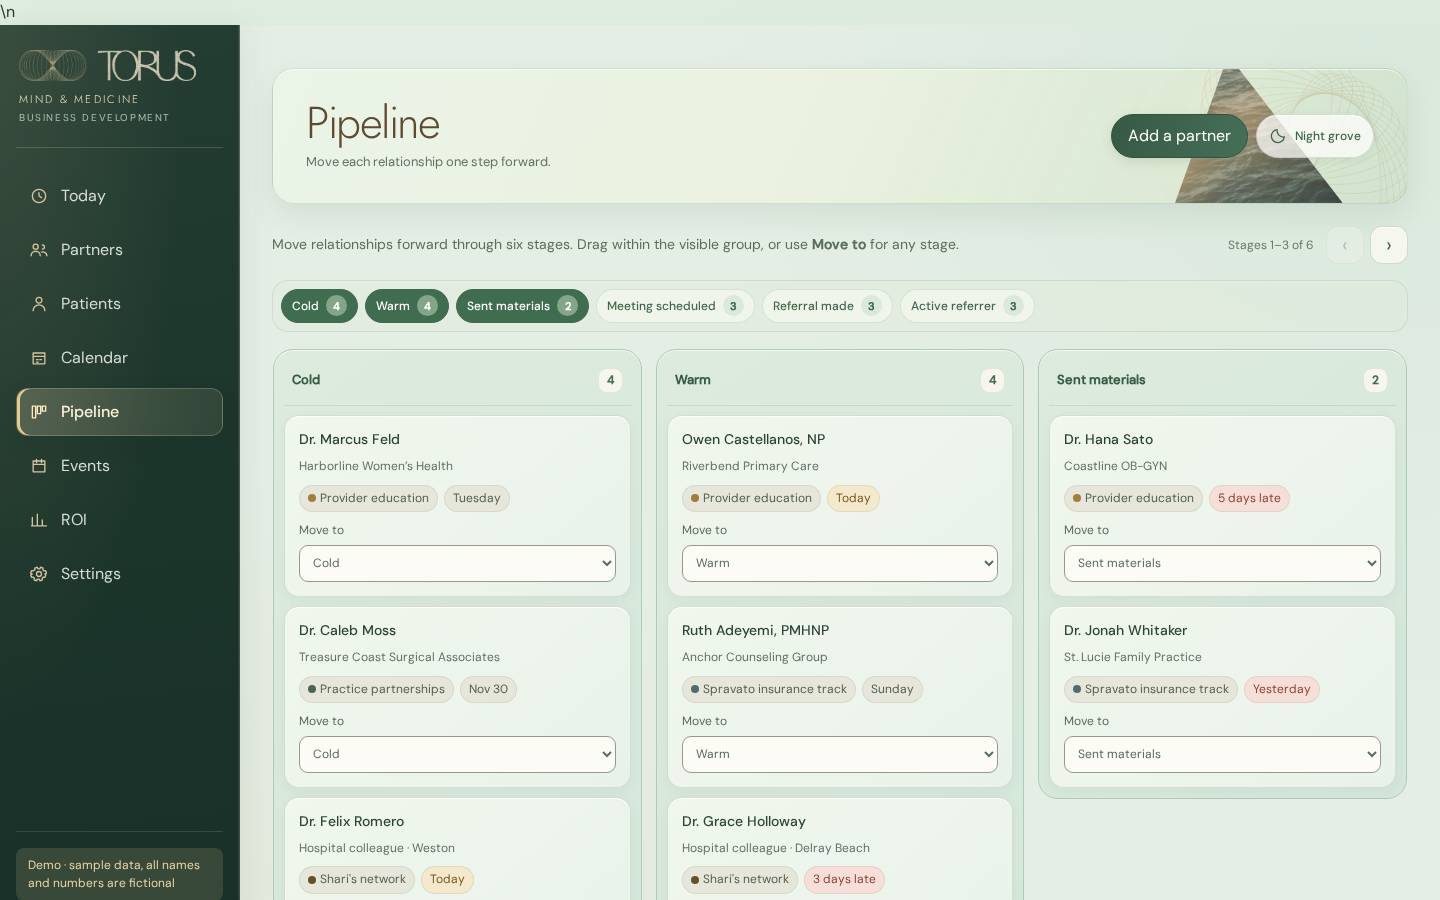 \n
TORUS
MIND & MEDICINE
BUSINESS DEVELOPMENT
Today
Partners
Patients
Calendar
Pipeline
Events
ROI
Settings
Demo · sample data, all names
and numbers are fictional
Pipeline
Move each relationship one step forward.
Add a partner
Night grove
Move relationships forward through six stages. Drag within the visible group, or use Move to for any stage.
Stages 1–3 of 6 ‹ ›
Cold 4 Warm 4 Sent materials 2 Meeting scheduled 3 Referral made 3 Active referrer 3
Cold 4
Dr. Marcus Feld
Harborline Women's Health
Provider education Tuesday
Move to
Cold
Dr. Caleb Moss
Treasure Coast Surgical Associates
Practice partnerships Nov 30
Move to
Cold
Dr. Felix Romero
Hospital colleague · Weston
Shari's network Today
Warm 4
Owen Castellanos, NP
Riverbend Primary Care
Provider education Today
Move to
Warm
Ruth Adeyemi, PMHNP
Anchor Counseling Group
Spravato insurance track Sunday
Move to
Warm
Dr. Grace Holloway
Hospital colleague · Delray Beach
Shari's network 3 days late
Sent materials 2
Dr. Hana Sato
Coastline OB-GYN
Provider education 5 days late
Move to
Sent materials
Dr. Jonah Whitaker
St. Lucie Family Practice
Spravato insurance track Yesterday
Move to
Sent materials